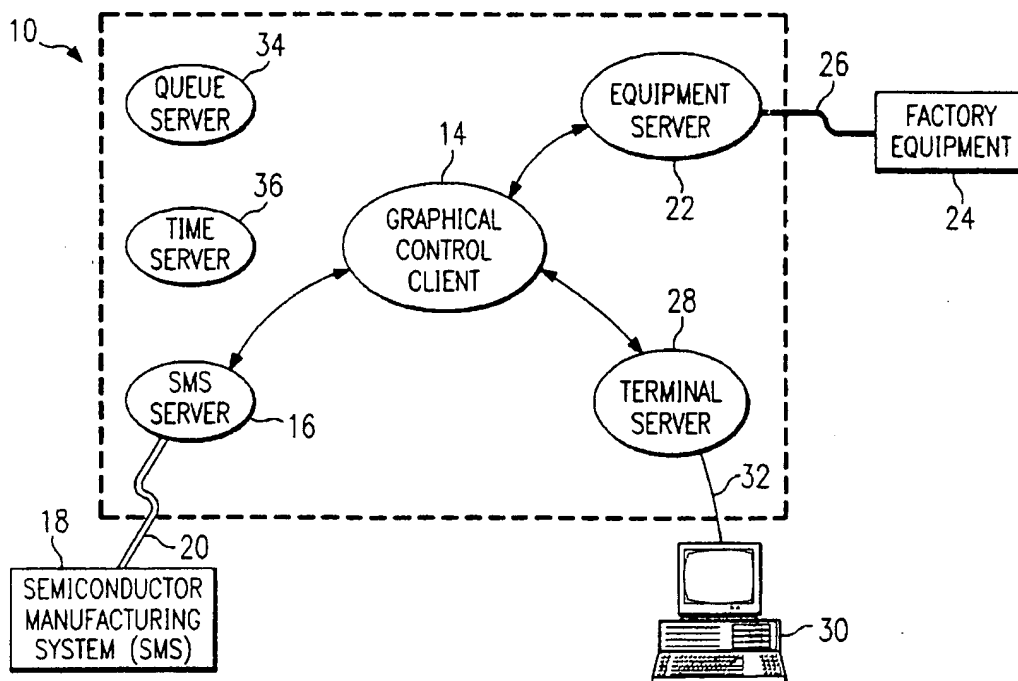 10
34
QUEUE
SERVER
36
TIME
SERVER
SMS
SERVER
16
14
GRAPHICAL
CONTROL
CLIENT
EQUIPMENT
SERVER
22
26
FACTORY
EQUIPMENT
24
28
TERMINAL
SERVER
32
30
18
20
SEMICONDUCTOR
MANUFACTURING
SYSTEM (SMS)